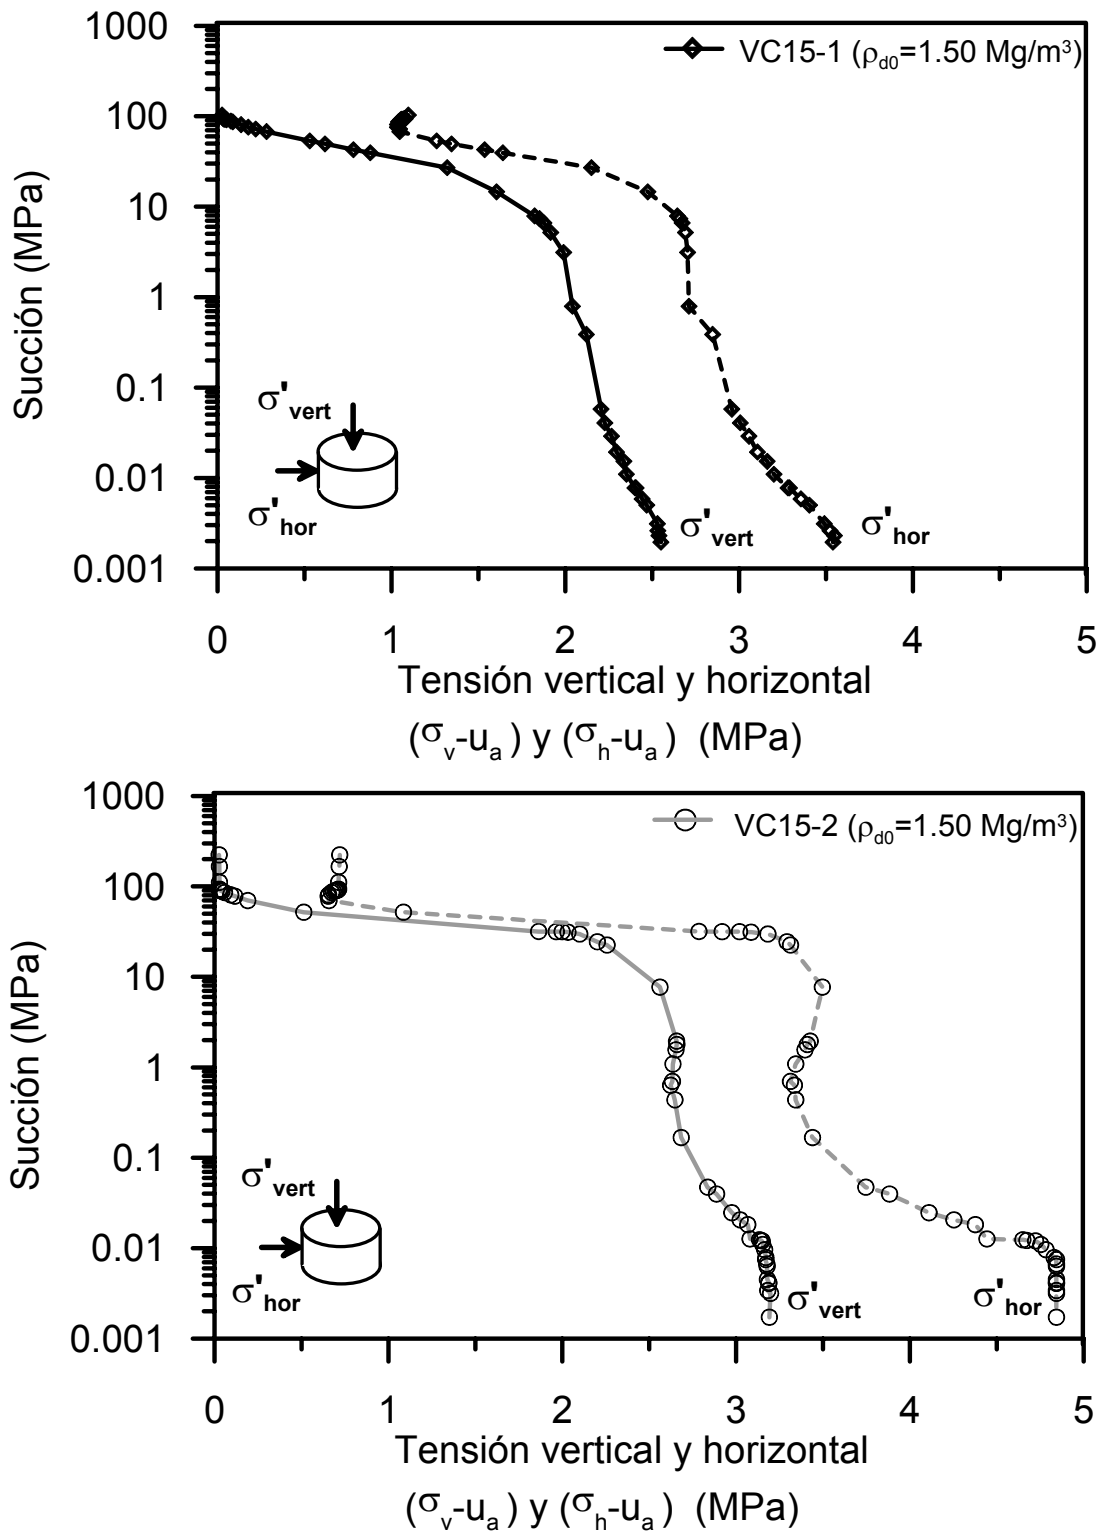 1000
100
10
1
0.1
0.01
0.001
Succión (MPa)
VC15-1 (ρd0=1.50 Mg/m³)
σ'vert
σ'hor
σ'vert
σ'hor
0 1 2 3 4 5
Tensión vertical y horizontal
(σv-ua) y (σh-ua) (MPa)
1000
100
10
1
0.1
0.01
0.001
Succión (MPa)
VC15-2 (ρd0=1.50 Mg/m³)
σ'vert
σ'hor
σ'vert
σ'hor
0 1 2 3 4 5
Tensión vertical y horizontal
(σv-ua) y (σh-ua) (MPa)